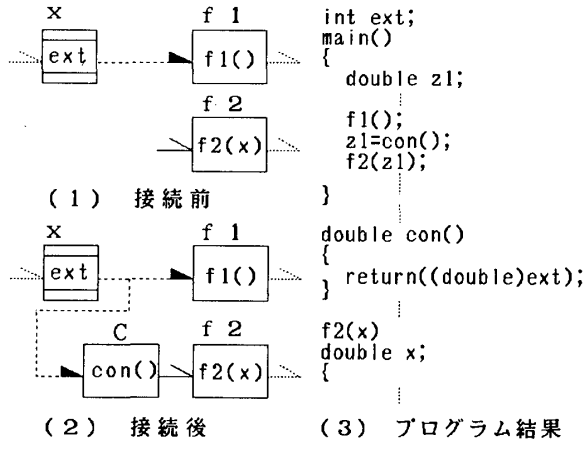 x f 1
ext f1()
f 2
f2(x)
(1) 接続前
x f 1
ext f1()
C f 2
con() f2(x)
(2) 接続後
int ext;
main()
{
double z1;
f1();
z1=con();
f2(z1);
}
double con()
{
return((double)ext);
}
f2(x)
double x;
{
(3) プログラム結果